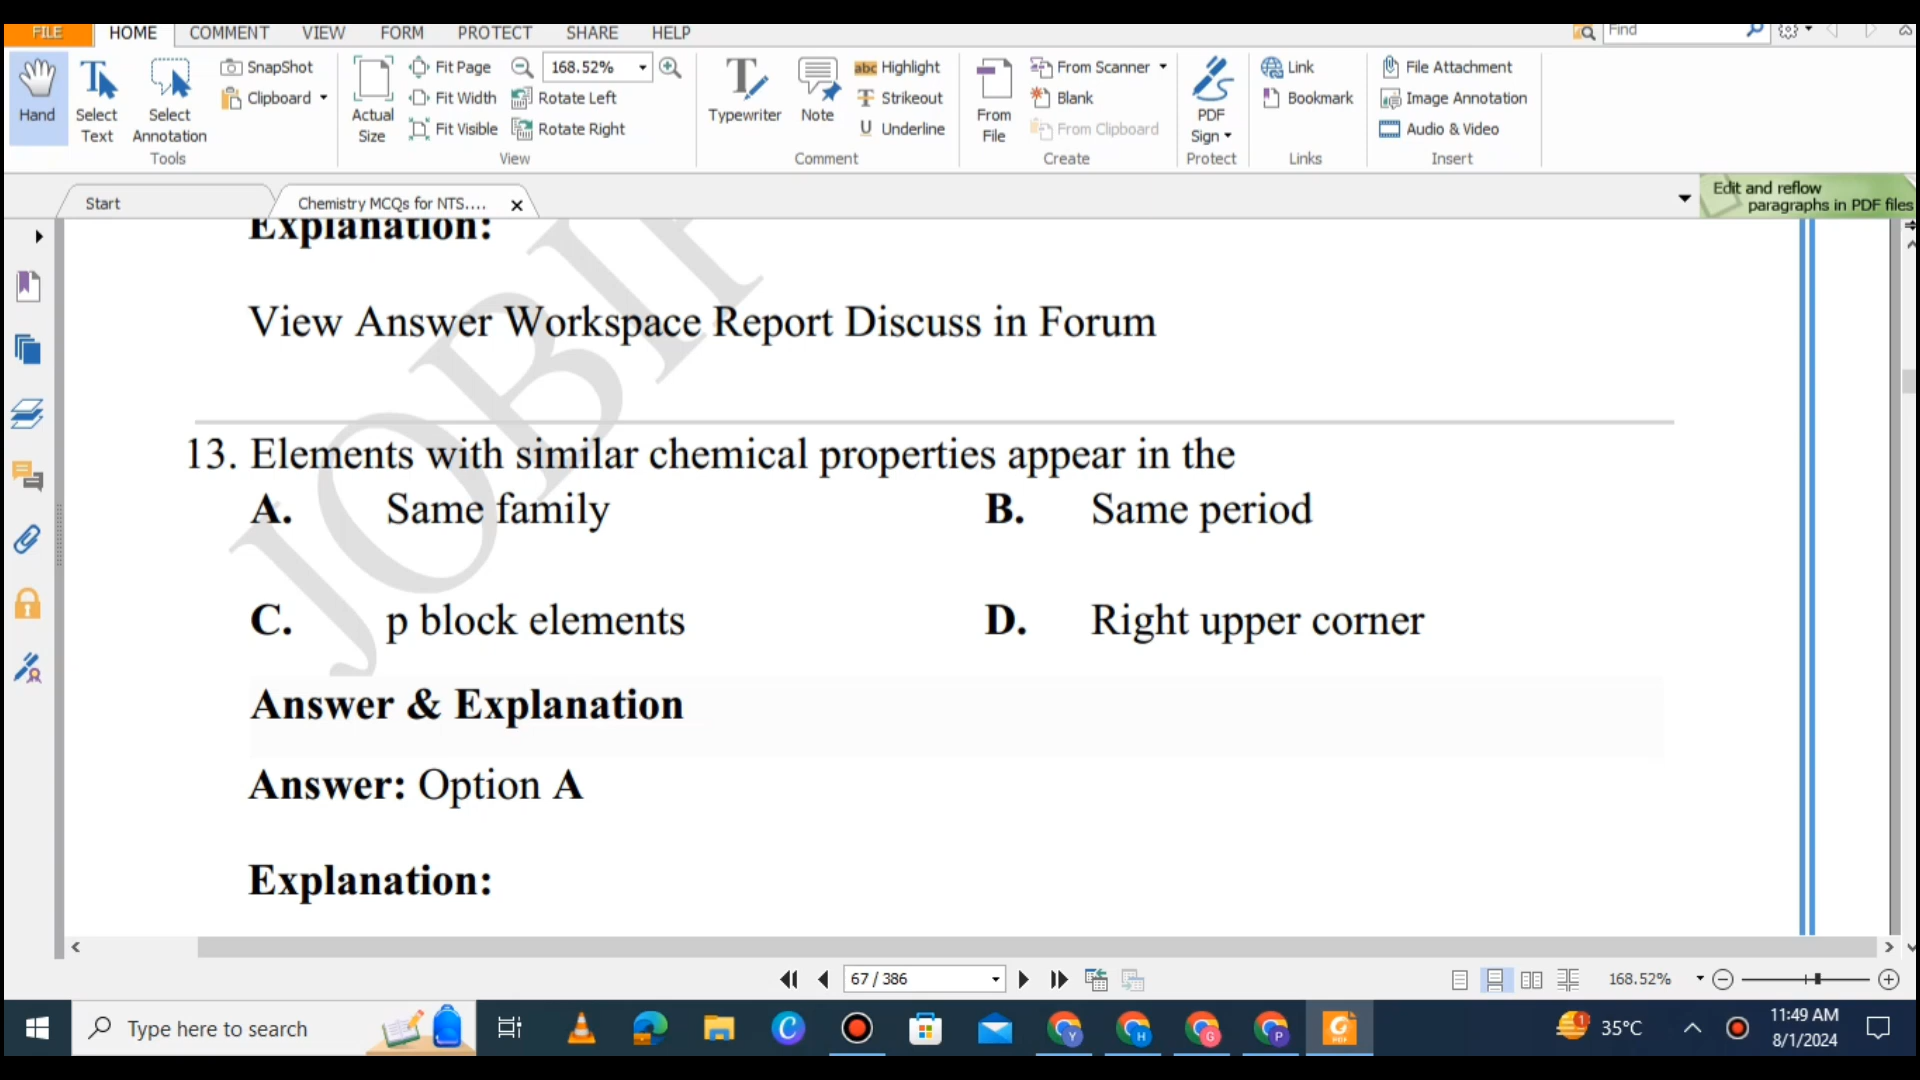 FILE HOME COMMENT VIEW FORM PROTECT SHARE HELP Find
Hand
Select Text
Select Annotation
SnapShot
Clipboard
Tools
Actual Size
Fit Page
Fit Width
Fit Visible
168.52%
Rotate Left
Rotate Right
View
Typewriter
Note
abc Highlight
Strikeout
U Underline
Comment
From File
From Scanner
Blank
From Clipboard
Create
PDF Sign
Protect
Link
Bookmark
Links
File Attachment
Image Annotation
Audio & Video
Insert
Start
Chemistry MCQs for NTS....
Edit and reflow
paragraphs in PDF files
Explanation:
View Answer Workspace Report Discuss in Forum
13. Elements with similar chemical properties appear in the
A. Same family B. Same period
C. p block elements D. Right upper corner
Answer & Explanation
Answer: Option A
Explanation:
67 / 386
168.52%
Type here to search
35°C
11:49 AM
8/1/2024